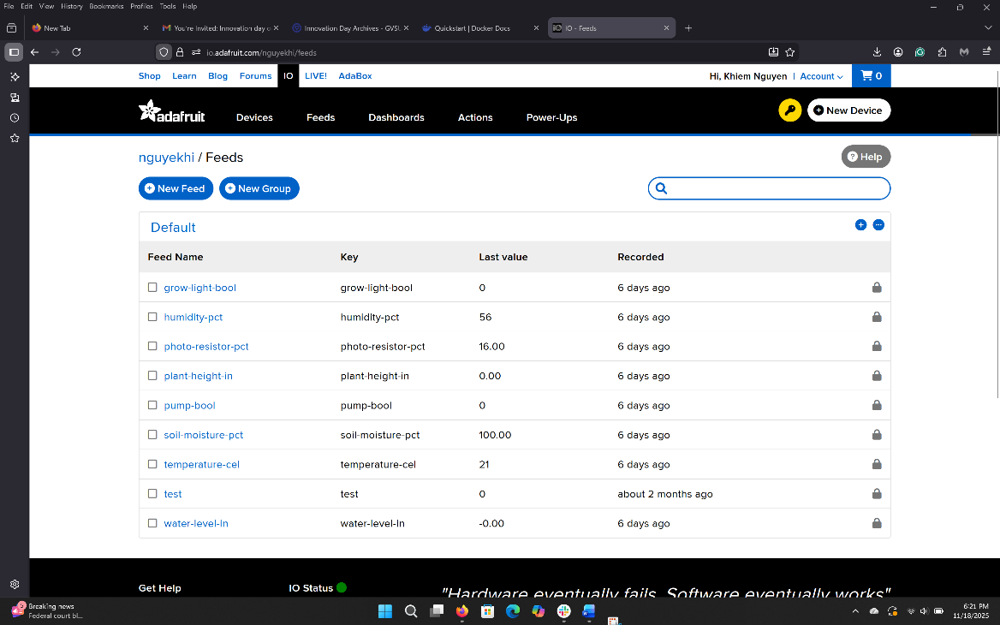 File Edit View History Bookmarks Profiles Tools Help
New Tab
You're Invited: Innovation day o
Innovation Day Archives - GVSU
Quickstart | Docker Docs
IO - Feeds
io.adafruit.com/nguyekhi/feeds
Shop Learn Blog Forums IO LIVE! AdaBox
Hi, Khiem Nguyen | Account 0
adafruit Devices Feeds Dashboards Actions Power-Ups New Device
nguyekhi / Feeds
? Help
New Feed New Group
Default
Feed Name Key Last value Recorded
grow-light-bool grow-light-bool 0 6 days ago
humidity-pct humidity-pct 56 6 days ago
photo-resistor-pct photo-resistor-pct 16.00 6 days ago
plant-height-in plant-height-in 0.00 6 days ago
pump-bool pump-bool 0 6 days ago
soil-moisture-pct soil-moisture-pct 100.00 6 days ago
temperature-cel temperature-cel 21 6 days ago
test test 0 about 2 months ago
water-level-in water-level-in -0.00 6 days ago
Get Help IO Status "Hardware eventually fails. Software eventually works"
Breaking news
Federal court bl...
6:21 PM
11/18/2025